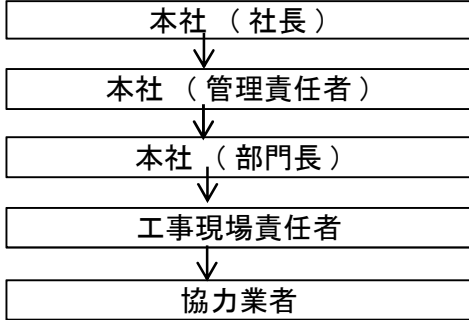 本社 （ 社長 ）
本社 （ 管理責任者 ）
本社 （ 部門長 ）
工事現場責任者
協力業者